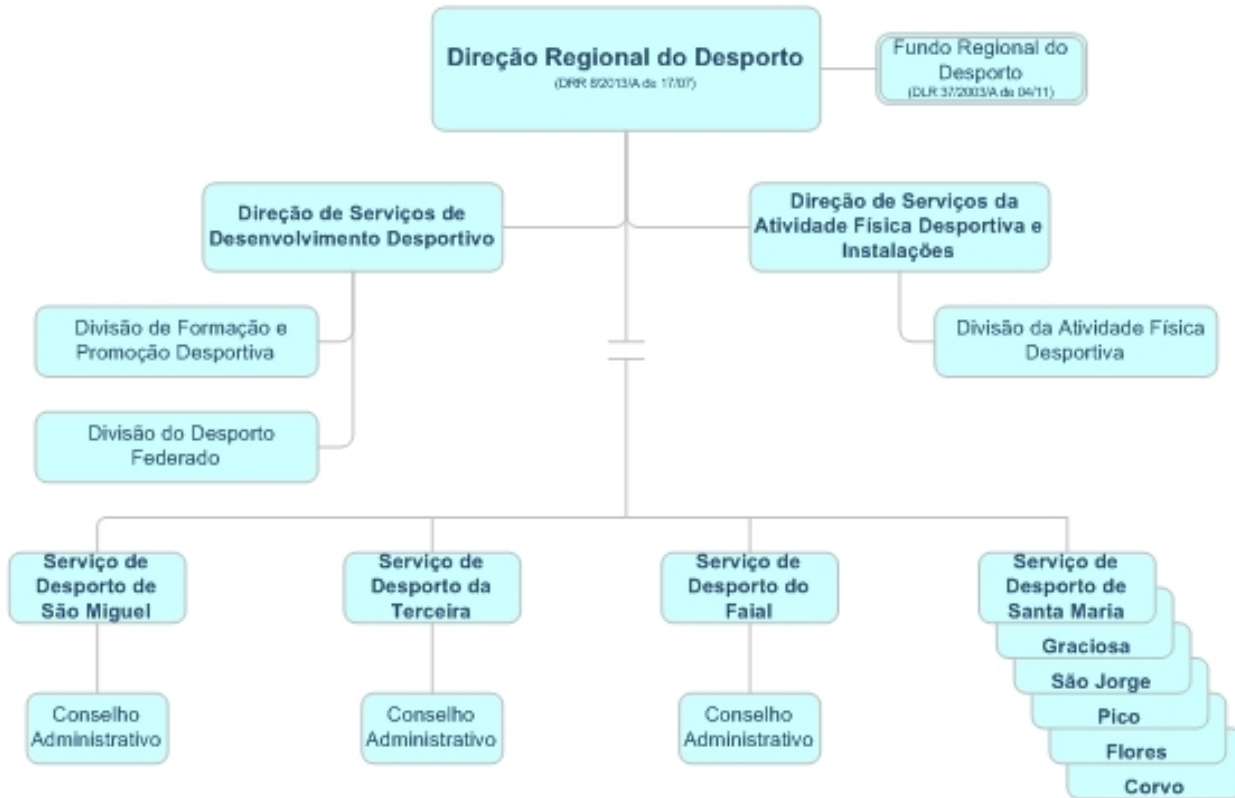 Direção Regional do Desporto
(DRR 8/2013/A de 17/07)
Fundo Regional do
Desporto
(DLR 37/2003/A de 04/11)
Direção de Serviços de
Desenvolvimento Desportivo
Direção de Serviços da
Atividade Física Desportiva e
Instalações
Divisão de Formação e
Promoção Desportiva
Divisão da Atividade Física
Desportiva
Divisão do Desporto
Federado
Serviço de
Desporto de
São Miguel
Serviço de
Desporto da
Terceira
Serviço de
Desporto do
Faial
Serviço de
Desporto de
Santa Maria
Graciosa
São Jorge
Pico
Flores
Corvo
Conselho
Administrativo
Conselho
Administrativo
Conselho
Administrativo